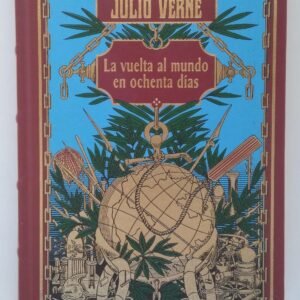 JULIO VERNE
La vuelta al mundo
en ochenta días